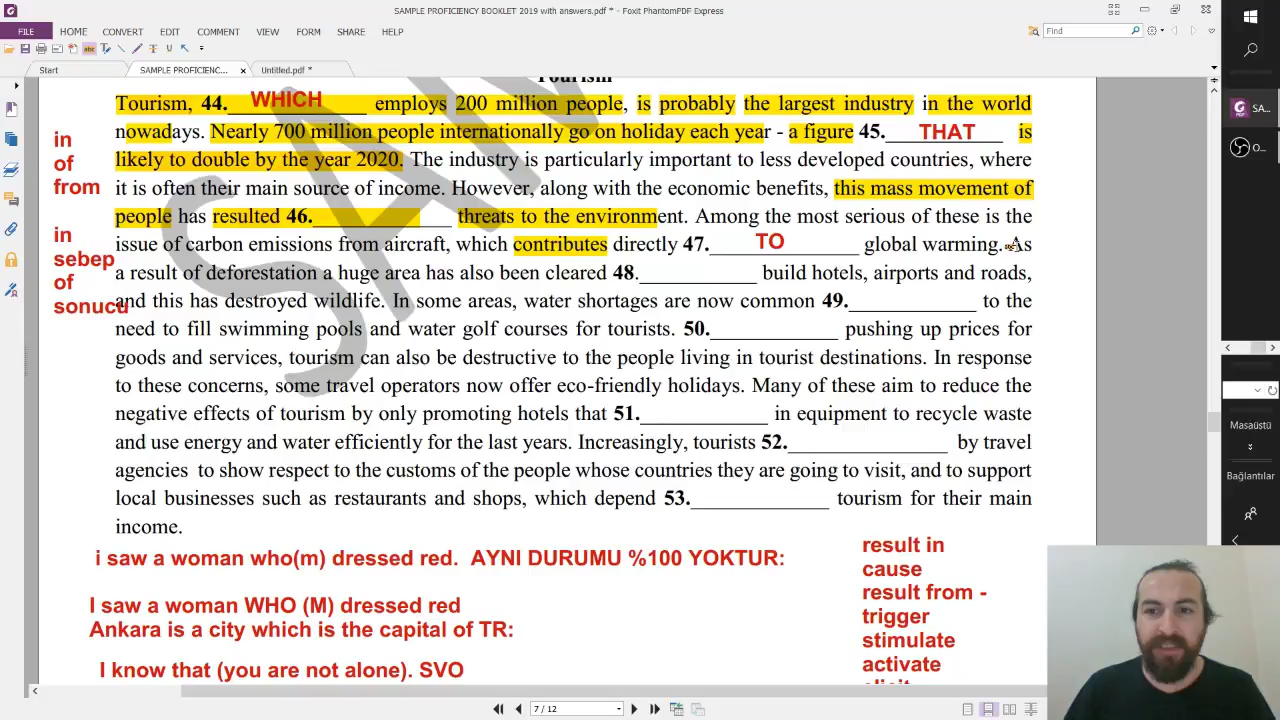 SAMPLE PROFICIENCY BOOKLET 2019 with answers.pdf * - Foxit PhantomPDF Express
FILE HOME CONVERT EDIT COMMENT VIEW FORM SHARE HELP
Find
Start SAMPLE PROFICIENC... Untitled.pdf *
Tourism
Tourism, 44. WHICH employs 200 million people, is probably the largest industry in the world
nowadays. Nearly 700 million people internationally go on holiday each year - a figure 45. THAT is
likely to double by the year 2020. The industry is particularly important to less developed countries, where
it is often their main source of income. However, along with the economic benefits, this mass movement of
people has resulted 46.____________ threats to the environment. Among the most serious of these is the
issue of carbon emissions from aircraft, which contributes directly 47. TO global warming. As
a result of deforestation a huge area has also been cleared 48.____________ build hotels, airports and roads,
and this has destroyed wildlife. In some areas, water shortages are now common 49.____________ to the
need to fill swimming pools and water golf courses for tourists. 50.____________ pushing up prices for
goods and services, tourism can also be destructive to the people living in tourist destinations. In response
to these concerns, some travel operators now offer eco-friendly holidays. Many of these aim to reduce the
negative effects of tourism by only promoting hotels that 51.____________ in equipment to recycle waste
and use energy and water efficiently for the last years. Increasingly, tourists 52.____________ by travel
agencies to show respect to the customs of the people whose countries they are going to visit, and to support
local businesses such as restaurants and shops, which depend 53.____________ tourism for their main
income.
in
of
from
in
sebep
of
sonucu
i saw a woman who(m) dressed red. AYNI DURUMU %100 YOKTUR:
I saw a woman WHO (M) dressed red
Ankara is a city which is the capital of TR:
I know that (you are not alone). SVO
result in
cause
result from -
trigger
stimulate
activate
elicit
7 / 12
SA...
O...
Masaüstü
Bağlantılar